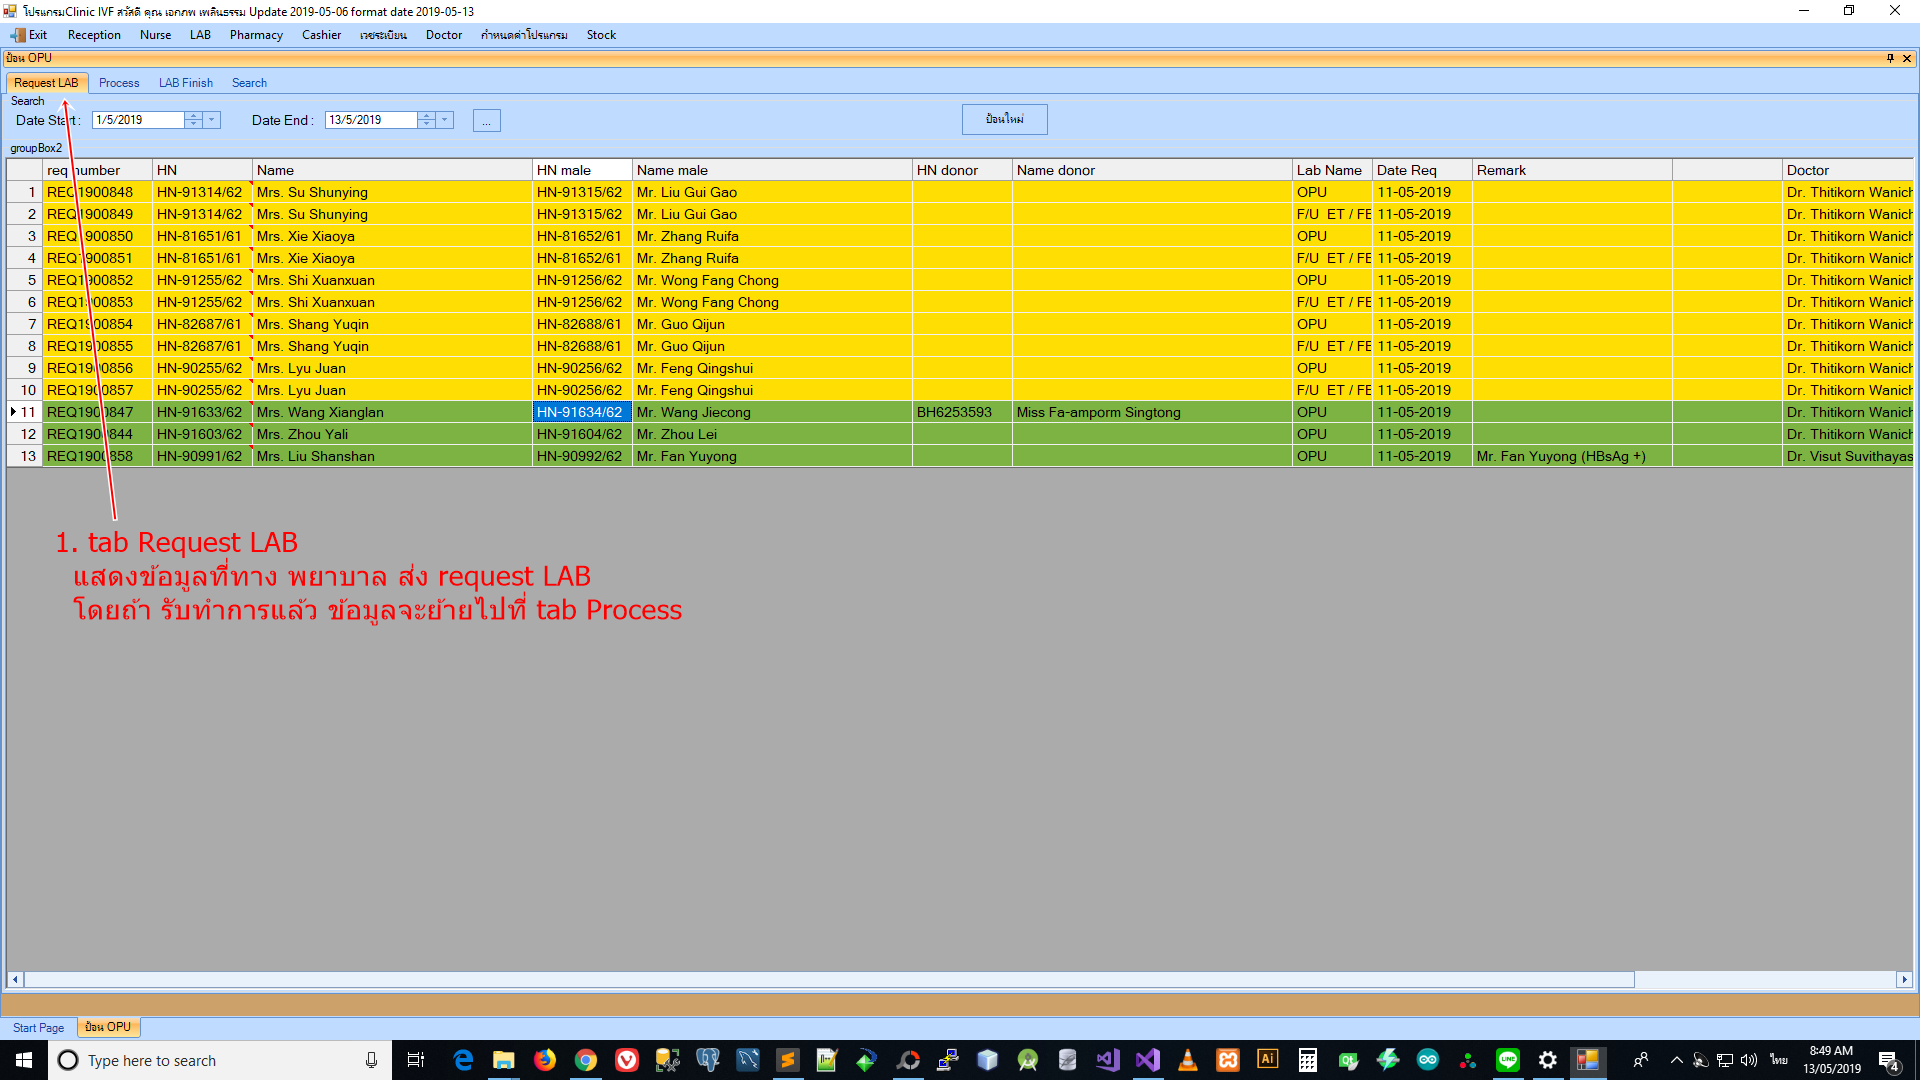 โปรแกรมClinic IVF สวัสดี คุณ เอกภพ เพลินธรรม Update 2019-05-06 format date 2019-05-13
Exit Reception Nurse LAB Pharmacy Cashier เวชระเบียน Doctor กำหนดค่าโปรแกรม Stock
ป้อน OPU
Request LAB Process LAB Finish Search
Search
Date Start : 1/5/2019 Date End : 13/5/2019 ... ป้อนใหม่
groupBox2
req number HN Name HN male Name male HN donor Name donor Lab Name Date Req Remark Doctor
1 REQ1900848 HN-91314/62 Mrs. Su Shunying HN-91315/62 Mr. Liu Gui Gao OPU 11-05-2019 Dr. Thitikorn Wanich
2 REQ1900849 HN-91314/62 Mrs. Su Shunying HN-91315/62 Mr. Liu Gui Gao F/U ET / FE 11-05-2019 Dr. Thitikorn Wanich
3 REQ1900850 HN-81651/61 Mrs. Xie Xiaoya HN-81652/61 Mr. Zhang Ruifa OPU 11-05-2019 Dr. Thitikorn Wanich
4 REQ1900851 HN-81651/61 Mrs. Xie Xiaoya HN-81652/61 Mr. Zhang Ruifa F/U ET / FE 11-05-2019 Dr. Thitikorn Wanich
5 REQ1900852 HN-91255/62 Mrs. Shi Xuanxuan HN-91256/62 Mr. Wong Fang Chong OPU 11-05-2019 Dr. Thitikorn Wanich
6 REQ1900853 HN-91255/62 Mrs. Shi Xuanxuan HN-91256/62 Mr. Wong Fang Chong F/U ET / FE 11-05-2019 Dr. Thitikorn Wanich
7 REQ1900854 HN-82687/61 Mrs. Shang Yuqin HN-82688/61 Mr. Guo Qijun OPU 11-05-2019 Dr. Thitikorn Wanich
8 REQ1900855 HN-82687/61 Mrs. Shang Yuqin HN-82688/61 Mr. Guo Qijun F/U ET / FE 11-05-2019 Dr. Thitikorn Wanich
9 REQ1900856 HN-90255/62 Mrs. Lyu Juan HN-90256/62 Mr. Feng Qingshui OPU 11-05-2019 Dr. Thitikorn Wanich
10 REQ1900857 HN-90255/62 Mrs. Lyu Juan HN-90256/62 Mr. Feng Qingshui F/U ET / FE 11-05-2019 Dr. Thitikorn Wanich
11 REQ1900847 HN-91633/62 Mrs. Wang Xianglan HN-91634/62 Mr. Wang Jiecong BH6253593 Miss Fa-amporm Singtong OPU 11-05-2019 Dr. Thitikorn Wanich
12 REQ1900844 HN-91603/62 Mrs. Zhou Yali HN-91604/62 Mr. Zhou Lei OPU 11-05-2019 Dr. Thitikorn Wanich
13 REQ1900858 HN-90991/62 Mrs. Liu Shanshan HN-90992/62 Mr. Fan Yuyong OPU 11-05-2019 Mr. Fan Yuyong (HBsAg +) Dr. Visut Suvithayas
1. tab Request LAB
แสดงข้อมูลที่ทาง พยาบาล ส่ง request LAB
โดยถ้า รับทำการแล้ว ข้อมูลจะย้ายไปที่ tab Process
Start Page ป้อน OPU
Type here to search
Ai
LINE
Qt
ไทย
8:49 AM
13/05/2019
4